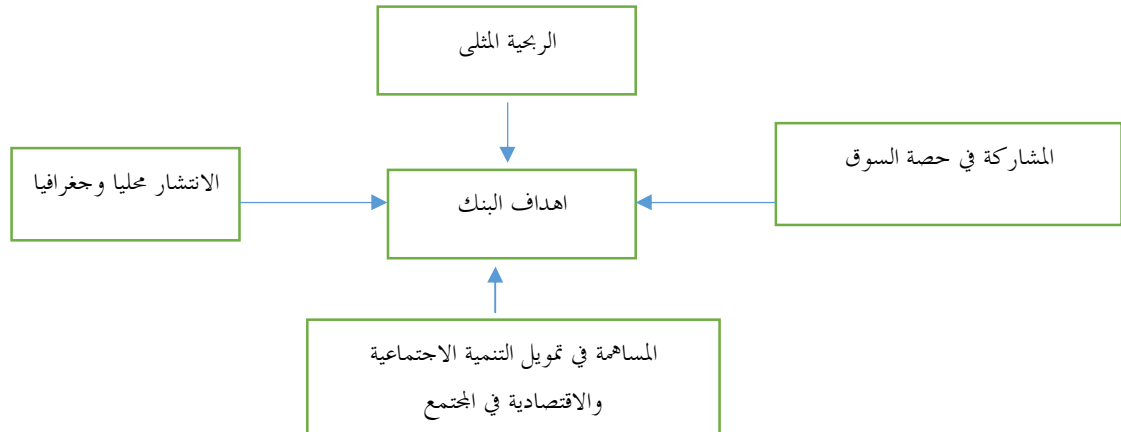 الربحية المثلى
المشاركة في حصة السوق
الانتشار محليا وجغرافيا
اهداف البنك
المساهمة في تمويل التنمية الاجتماعية
والاقتصادية في المجتمع